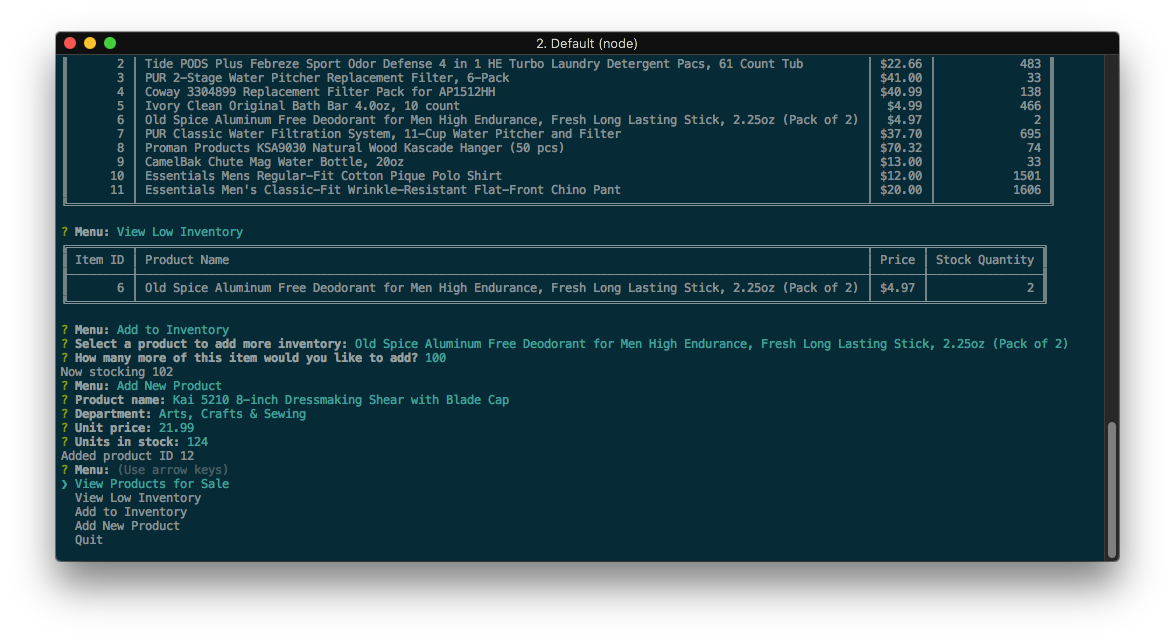 2. Default (node)
2 Tide PODS Plus Febreze Sport Odor Defense 4 in 1 HE Turbo Laundry Detergent Pacs, 61 Count Tub $22.66 483
3 PUR 2-Stage Water Pitcher Replacement Filter, 6-Pack $41.00 33
4 Coway 3304899 Replacement Filter Pack for AP1512HH $40.99 138
5 Ivory Clean Original Bath Bar 4.0oz, 10 count $4.99 466
6 Old Spice Aluminum Free Deodorant for Men High Endurance, Fresh Long Lasting Stick, 2.25oz (Pack of 2) $4.97 2
7 PUR Classic Water Filtration System, 11-Cup Water Pitcher and Filter $37.70 695
8 Proman Products KSA9030 Natural Wood Kascade Hanger (50 pcs) $70.32 74
9 CamelBak Chute Mag Water Bottle, 20oz $13.00 33
10 Essentials Mens Regular-Fit Cotton Pique Polo Shirt $12.00 1501
11 Essentials Men's Classic-Fit Wrinkle-Resistant Flat-Front Chino Pant $20.00 1606
? Menu: View Low Inventory
Item ID Product Name Price Stock Quantity
6 Old Spice Aluminum Free Deodorant for Men High Endurance, Fresh Long Lasting Stick, 2.25oz (Pack of 2) $4.97 2
? Menu: Add to Inventory
? Select a product to add more inventory: Old Spice Aluminum Free Deodorant for Men High Endurance, Fresh Long Lasting Stick, 2.25oz (Pack of 2)
? How many more of this item would you like to add? 100
Now stocking 102
? Menu: Add New Product
? Product name: Kai 5210 8-inch Dressmaking Shear with Blade Cap
? Department: Arts, Crafts & Sewing
? Unit price: 21.99
? Units in stock: 124
Added product ID 12
? Menu: (Use arrow keys)
❯ View Products for Sale
View Low Inventory
Add to Inventory
Add New Product
Quit